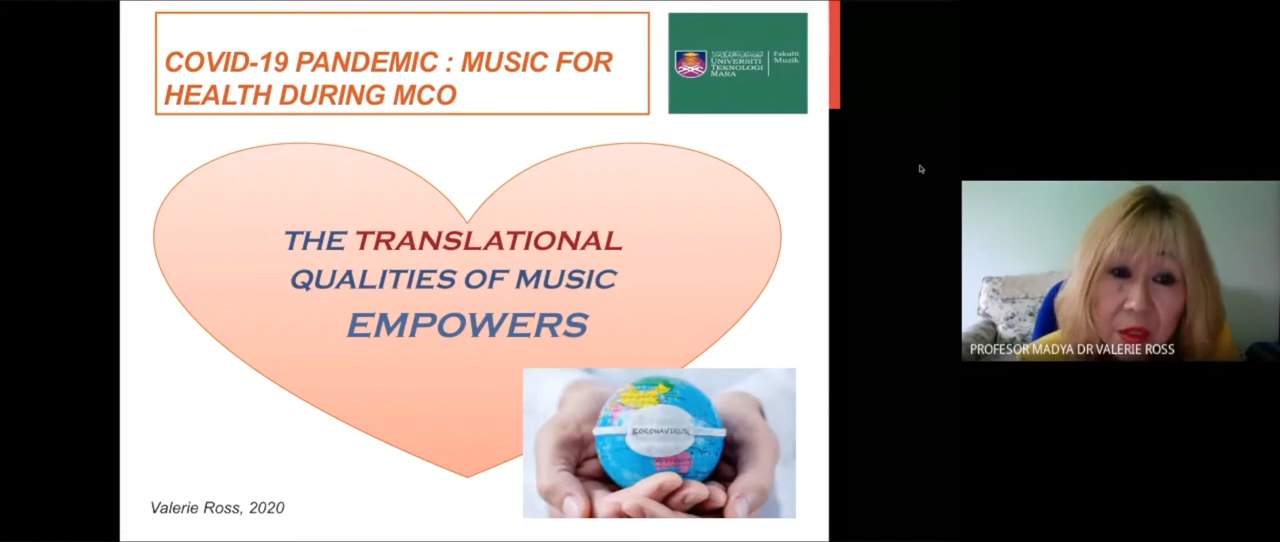 COVID-19 PANDEMIC : MUSIC FOR
HEALTH DURING MCO
UNIVERSITI
TEKNOLOGI
MARA
Fakulti
Muzik
THE TRANSLATIONAL
QUALITIES OF MUSIC
EMPOWERS
CORONAVIRUS
Valerie Ross, 2020
PROFESOR MADYA DR VALERIE ROSS